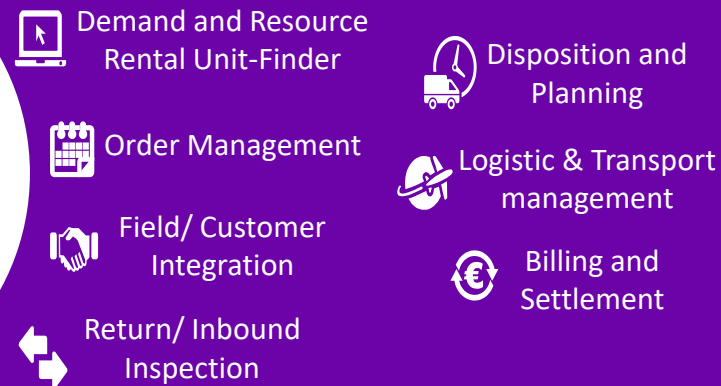 Demand and Resource
Rental Unit-Finder
Order Management
Field/ Customer
Integration
Return/ Inbound
Inspection
Disposition and
Planning
Logistic & Transport
management
€
Billing and
Settlement